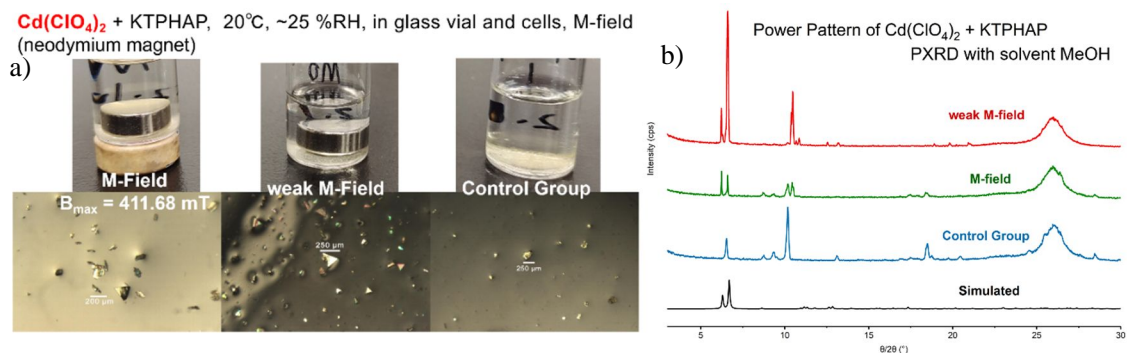 Cd(ClO₄)₂ + KTPHAP, 20°C, ~25 %RH, in glass vial and cells, M-field
(neodymium magnet)
a)
M-Field
Bmax = 411.68 mT
weak M-Field
Control Group
200 μm
250 μm
250 μm
b)
Power Pattern of Cd(ClO₄)₂ + KTPHAP
PXRD with solvent MeOH
weak M-field
M-field
Control Group
Simulated
Intensity (cps)
5 10 15 20 25 30
θ/2θ (°)